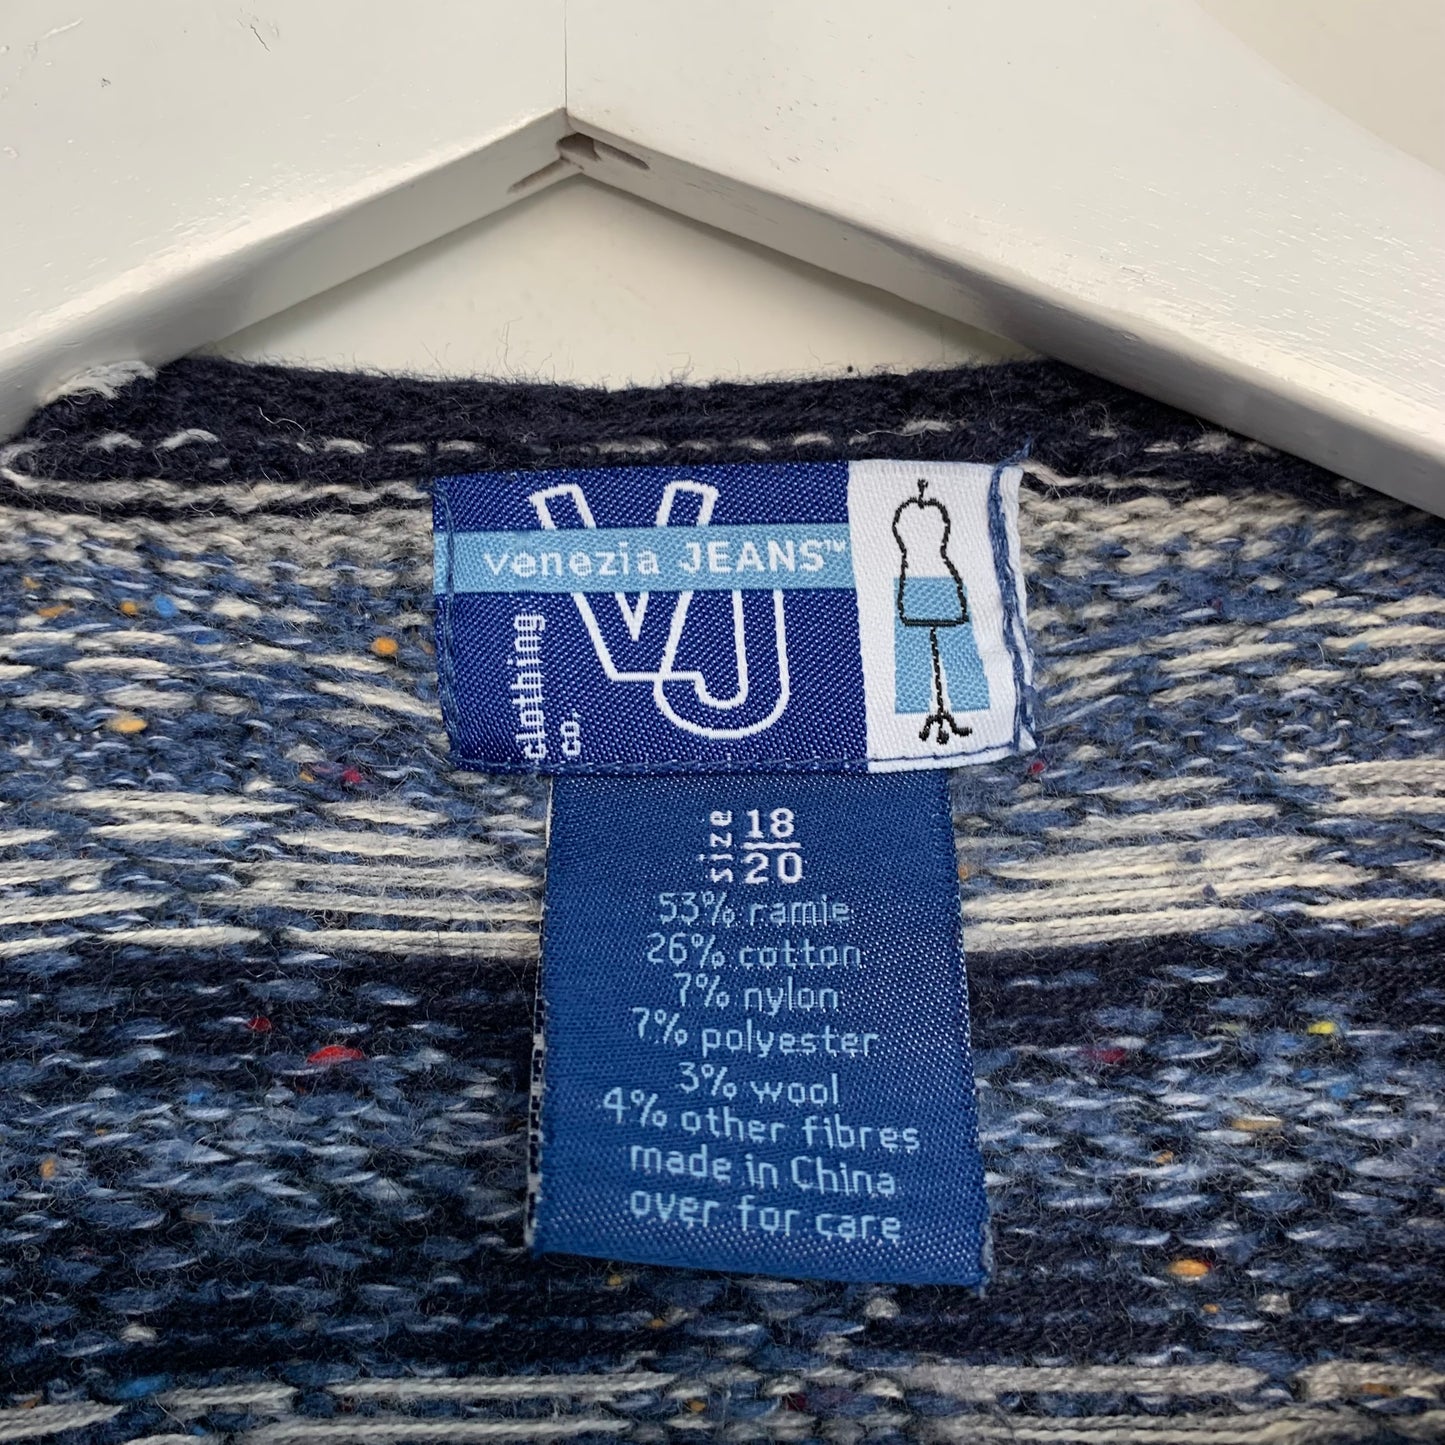 VJ
venezia JEANS™
clothing
co.
size 18
20
53% ramie
26% cotton
7% nylon
7% polyester
3% wool
4% other fibres
made in China
over for care